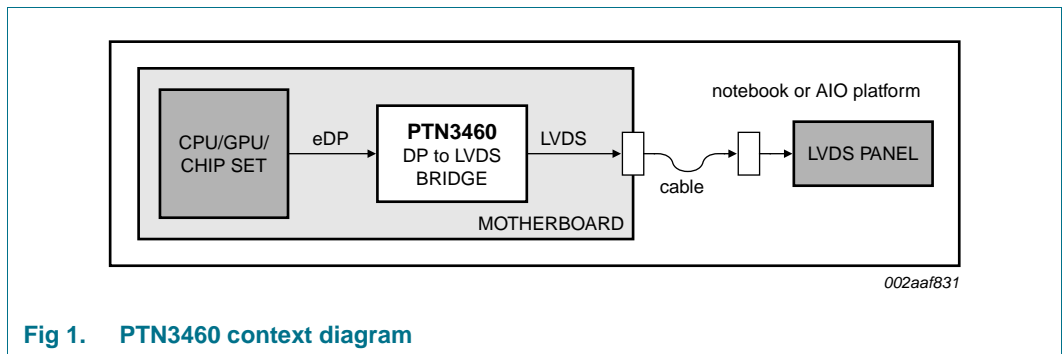 notebook or AIO platform
CPU/GPU/
CHIP SET
eDP
PTN3460
DP to LVDS
BRIDGE
LVDS
cable
LVDS PANEL
MOTHERBOARD
002aaf831
Fig 1. PTN3460 context diagram